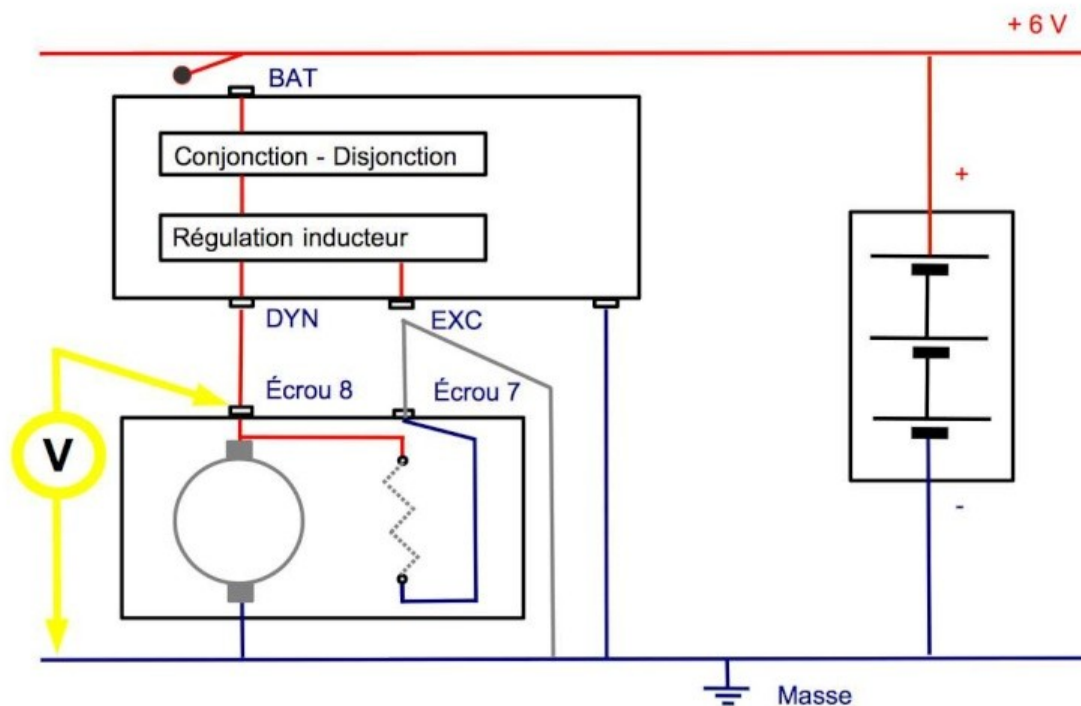 + 6 V
BAT
Conjonction - Disjonction
+
Régulation inducteur
DYN
EXC
Écrou 8
Écrou 7
V
-
Masse